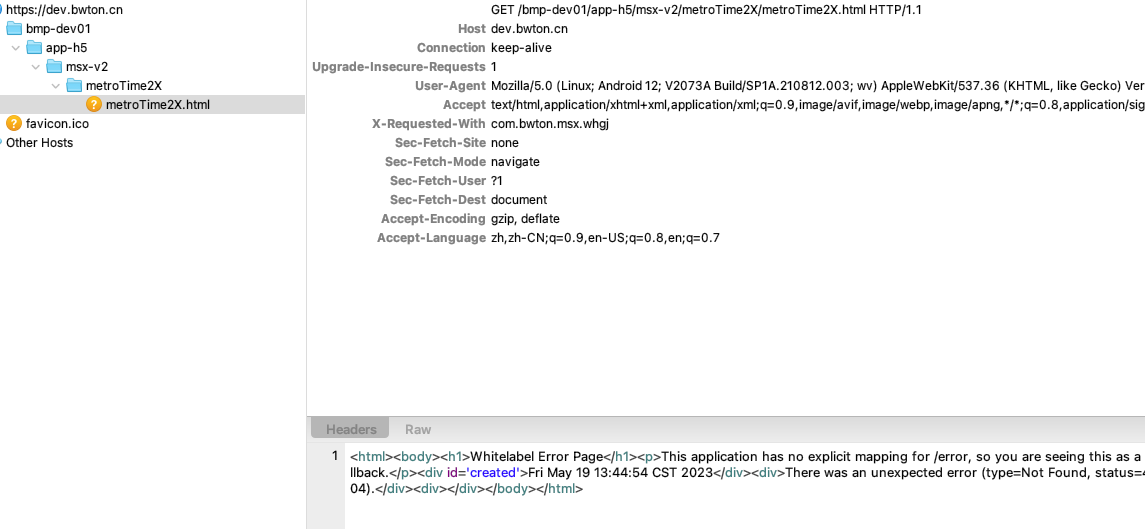 https://dev.bwton.cn
bmp-dev01
app-h5
msx-v2
metroTime2X
metroTime2X.html
favicon.ico
Other Hosts
GET /bmp-dev01/app-h5/msx-v2/metroTime2X/metroTime2X.html HTTP/1.1
Host dev.bwton.cn
Connection keep-alive
Upgrade-Insecure-Requests 1
User-Agent Mozilla/5.0 (Linux; Android 12; V2073A Build/SP1A.210812.003; wv) AppleWebKit/537.36 (KHTML, like Gecko) Ver
Accept text/html,application/xhtml+xml,application/xml;q=0.9,image/avif,image/webp,image/apng,*/*;q=0.8,application/sig
X-Requested-With com.bwton.msx.whgj
Sec-Fetch-Site none
Sec-Fetch-Mode navigate
Sec-Fetch-User ?1
Sec-Fetch-Dest document
Accept-Encoding gzip, deflate
Accept-Language zh,zh-CN;q=0.9,en-US;q=0.8,en;q=0.7
Headers Raw
1 <html><body><h1>Whitelabel Error Page</h1><p>This application has no explicit mapping for /error, so you are seeing this as a
llback.</p><div id='created'>Fri May 19 13:44:54 CST 2023</div><div>There was an unexpected error (type=Not Found, status=4
04).</div><div></div></body></html>